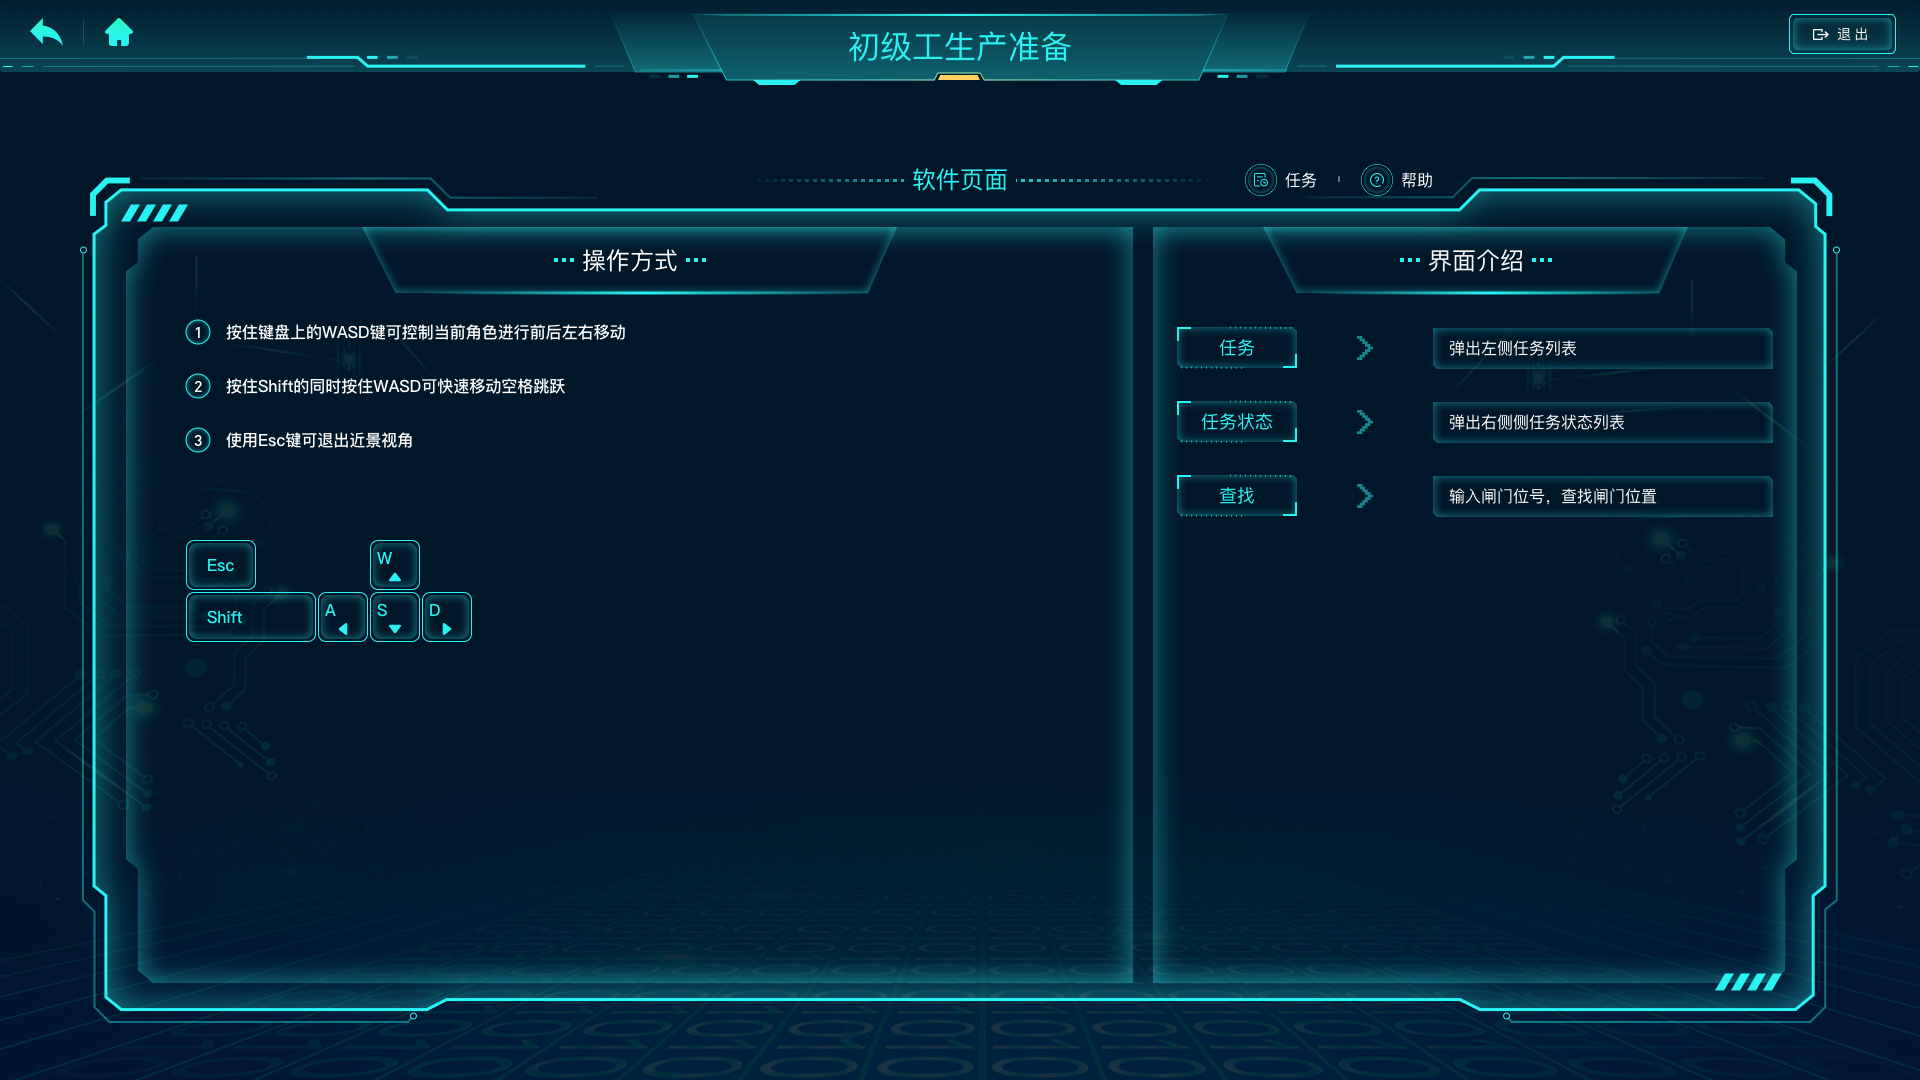 初级工生产准备
退出
软件页面
任务
帮助
操作方式
1 按住键盘上的WASD键可控制当前角色进行前后左右移动
2 按住Shift的同时按住WASD可快速移动空格跳跃
3 使用Esc键可退出近景视角
Esc
W
Shift
A
S
D
界面介绍
任务
弹出左侧任务列表
任务状态
弹出右侧侧任务状态列表
查找
输入闸门位号，查找闸门位置